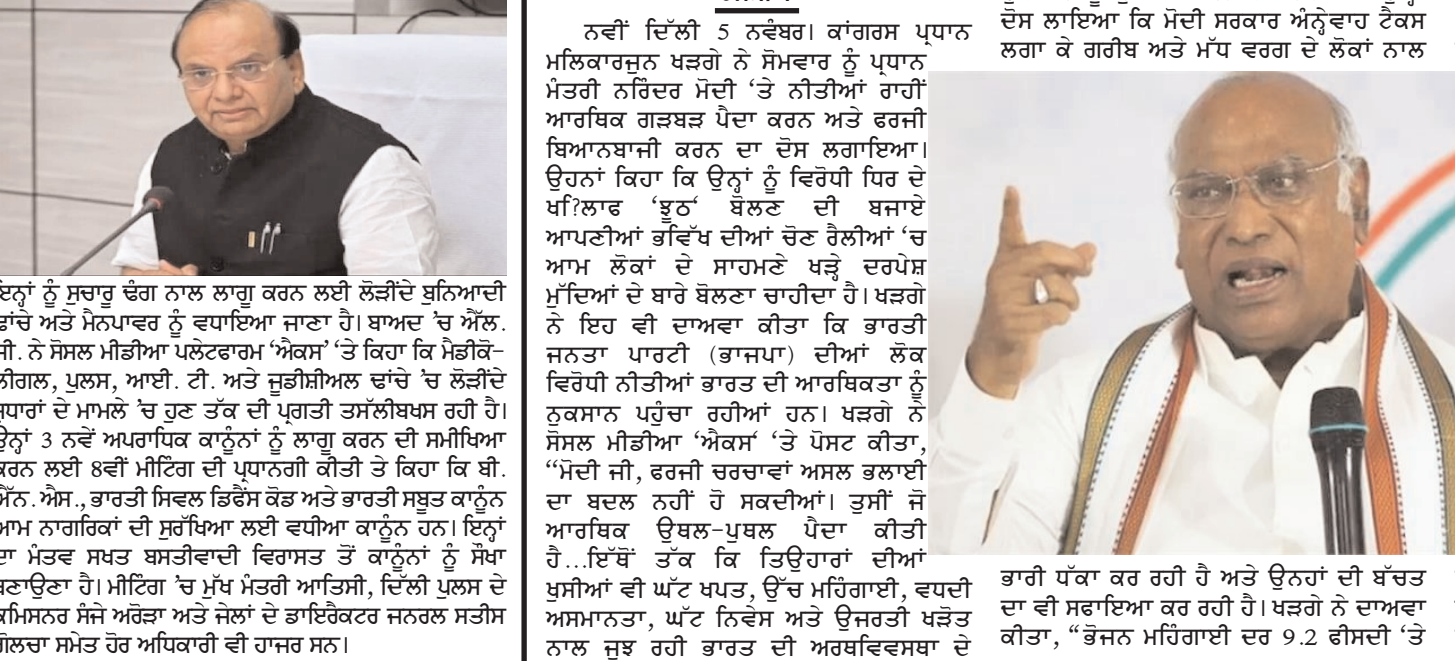 ਇਨ੍ਹਾਂ ਨੂੰ ਸੁਚਾਰੂ ਢੰਗ ਨਾਲ ਲਾਗੂ ਕਰਨ ਲਈ ਲੋੜੀਂਦੇ ਬੁਨਿਆਦੀ
ਢਾਂਚੇ ਅਤੇ ਮੈਨਪਾਵਰ ਨੂੰ ਵਧਾਇਆ ਜਾਣਾ ਹੈ। ਬਾਅਦ 'ਚ ਐੱਲ.
ਜੀ. ਨੇ ਸੋਸਲ ਮੀਡੀਆ ਪਲੇਟਫਾਰਮ 'ਐਕਸ' 'ਤੇ ਕਿਹਾ ਕਿ ਮੈਡੀਕੋ-
ਲੀਗਲ, ਪੁਲਸ, ਆਈ. ਟੀ. ਅਤੇ ਜੂਡੀਸ਼ੀਅਲ ਢਾਂਚੇ 'ਚ ਲੋੜੀਂਦੇ
ਸੁਧਾਰਾਂ ਦੇ ਮਾਮਲੇ 'ਚ ਹੁਣ ਤੱਕ ਦੀ ਪ੍ਰਗਤੀ ਤਸੱਲੀਬਖਸ ਰਹੀ ਹੈ।
ਉਨ੍ਹਾਂ 3 ਨਵੇਂ ਅਪਰਾਧਿਕ ਕਾਨੂੰਨਾਂ ਨੂੰ ਲਾਗੂ ਕਰਨ ਦੀ ਸਮੀਖਿਆ
ਕਰਨ ਲਈ 8ਵੀਂ ਮੀਟਿੰਗ ਦੀ ਪ੍ਰਧਾਨਗੀ ਕੀਤੀ ਤੇ ਕਿਹਾ ਕਿ ਬੀ.
ਐੱਨ. ਐਸ., ਭਾਰਤੀ ਸਿਵਲ ਡਿਫੈਂਸ ਕੋਡ ਅਤੇ ਭਾਰਤੀ ਸਬੂਤ ਕਾਨੂੰਨ
ਆਮ ਨਾਗਰਿਕਾਂ ਦੀ ਸੁਰੱਖਿਆ ਲਈ ਵਧੀਆ ਕਾਨੂੰਨ ਹਨ। ਇਨ੍ਹਾਂ
ਦਾ ਮੰਤਵ ਸਖਤ ਬਸਤੀਵਾਦੀ ਵਿਰਾਸਤ ਤੋਂ ਕਾਨੂੰਨਾਂ ਨੂੰ ਸੌਖਾ
ਬਣਾਉਣਾ ਹੈ। ਮੀਟਿੰਗ 'ਚ ਮੁੱਖ ਮੰਤਰੀ ਆਤਿਸੀ, ਦਿੱਲੀ ਪੁਲਸ ਦੇ
ਕਮਿਸਨਰ ਸੰਜੇ ਅਰੋੜਾ ਅਤੇ ਜੇਲਾਂ ਦੇ ਡਾਇਰੈਕਟਰ ਜਨਰਲ ਸਤੀਸ
ਗੋਲਚਾ ਸਮੇਤ ਹੋਰ ਅਧਿਕਾਰੀ ਵੀ ਹਾਜਰ ਸਨ।
ਨਵੀਂ ਦਿੱਲੀ 5 ਨਵੰਬਰ। ਕਾਂਗਰਸ ਪ੍ਰਧਾਨ
ਮਲਿਕਾਰਜੁਨ ਖੜਗੇ ਨੇ ਸੋਮਵਾਰ ਨੂੰ ਪ੍ਰਧਾਨ
ਮੰਤਰੀ ਨਰਿੰਦਰ ਮੋਦੀ 'ਤੇ ਨੀਤੀਆਂ ਰਾਹੀਂ
ਆਰਥਿਕ ਗੜਬੜ ਪੈਦਾ ਕਰਨ ਅਤੇ ਫਰਜੀ
ਬਿਆਨਬਾਜੀ ਕਰਨ ਦਾ ਦੋਸ ਲਗਾਇਆ।
ਉਹਨਾਂ ਕਿਹਾ ਕਿ ਉਨ੍ਹਾਂ ਨੂੰ ਵਿਰੋਧੀ ਧਿਰ ਦੇ
ਖਾ?ਲਾਫ 'ਝੂਠ' ਬੋਲਣ ਦੀ ਬਜਾਏ
ਆਪਣੀਆਂ ਭਵਿੱਖ ਦੀਆਂ ਚੋਣ ਰੈਲੀਆਂ 'ਚ
ਆਮ ਲੋਕਾਂ ਦੇ ਸਾਹਮਣੇ ਖੜ੍ਹੇ ਦਰਪੇਸ਼
ਮੁੱਦਿਆਂ ਦੇ ਬਾਰੇ ਬੋਲਣਾ ਚਾਹੀਦਾ ਹੈ। ਖੜਗੇ
ਨੇ ਇਹ ਵੀ ਦਾਅਵਾ ਕੀਤਾ ਕਿ ਭਾਰਤੀ
ਜਨਤਾ ਪਾਰਟੀ (ਭਾਜਪਾ) ਦੀਆਂ ਲੋਕ
ਵਿਰੋਧੀ ਨੀਤੀਆਂ ਭਾਰਤ ਦੀ ਆਰਥਿਕਤਾ ਨੂੰ
ਨੁਕਸਾਨ ਪਹੁੰਚਾ ਰਹੀਆਂ ਹਨ। ਖੜਗੇ ਨੇ
ਸੋਸਲ ਮੀਡੀਆ 'ਐਕਸ' 'ਤੇ ਪੋਸਟ ਕੀਤਾ,
"ਮੋਦੀ ਜੀ, ਫਰਜੀ ਚਰਚਾਵਾਂ ਅਸਲ ਭਲਾਈ
ਦਾ ਬਦਲ ਨਹੀਂ ਹੋ ਸਕਦੀਆਂ। ਤੁਸੀਂ ਜੋ
ਆਰਥਿਕ ਉਥਲ-ਪੁਥਲ ਪੈਦਾ ਕੀਤੀ
ਹੈ...ਇੱਥੋਂ ਤੱਕ ਕਿ ਤਿਉਹਾਰਾਂ ਦੀਆਂ
ਖੁਸੀਆਂ ਵੀ ਘੱਟ ਖਪਤ, ਉੱਚ ਮਹਿੰਗਾਈ, ਵਧਦੀ
ਅਸਮਾਨਤਾ, ਘੱਟ ਨਿਵੇਸ ਅਤੇ ਉਜਰਤੀ ਖੜੋਤ
ਨਾਲ ਜੂਝ ਰਹੀ ਭਾਰਤ ਦੀ ਅਰਥਵਿਵਸਥਾ ਦੇ
ਦੋਸ ਲਾਇਆ ਕਿ ਮੋਦੀ ਸਰਕਾਰ ਅੰਨ੍ਹੇਵਾਹ ਟੈਕਸ
ਲਗਾ ਕੇ ਗਰੀਬ ਅਤੇ ਮੱਧ ਵਰਗ ਦੇ ਲੋਕਾਂ ਨਾਲ
ਭਾਰੀ ਧੱਕਾ ਕਰ ਰਹੀ ਹੈ ਅਤੇ ਉਨਹਾਂ ਦੀ ਬੱਚਤ
ਦਾ ਵੀ ਸਫਾਇਆ ਕਰ ਰਹੀ ਹੈ। ਖੜਗੇ ਨੇ ਦਾਅਵਾ
ਕੀਤਾ, "ਭੋਜਨ ਮਹਿੰਗਾਈ ਦਰ 9.2 ਫੀਸਦੀ 'ਤੇ